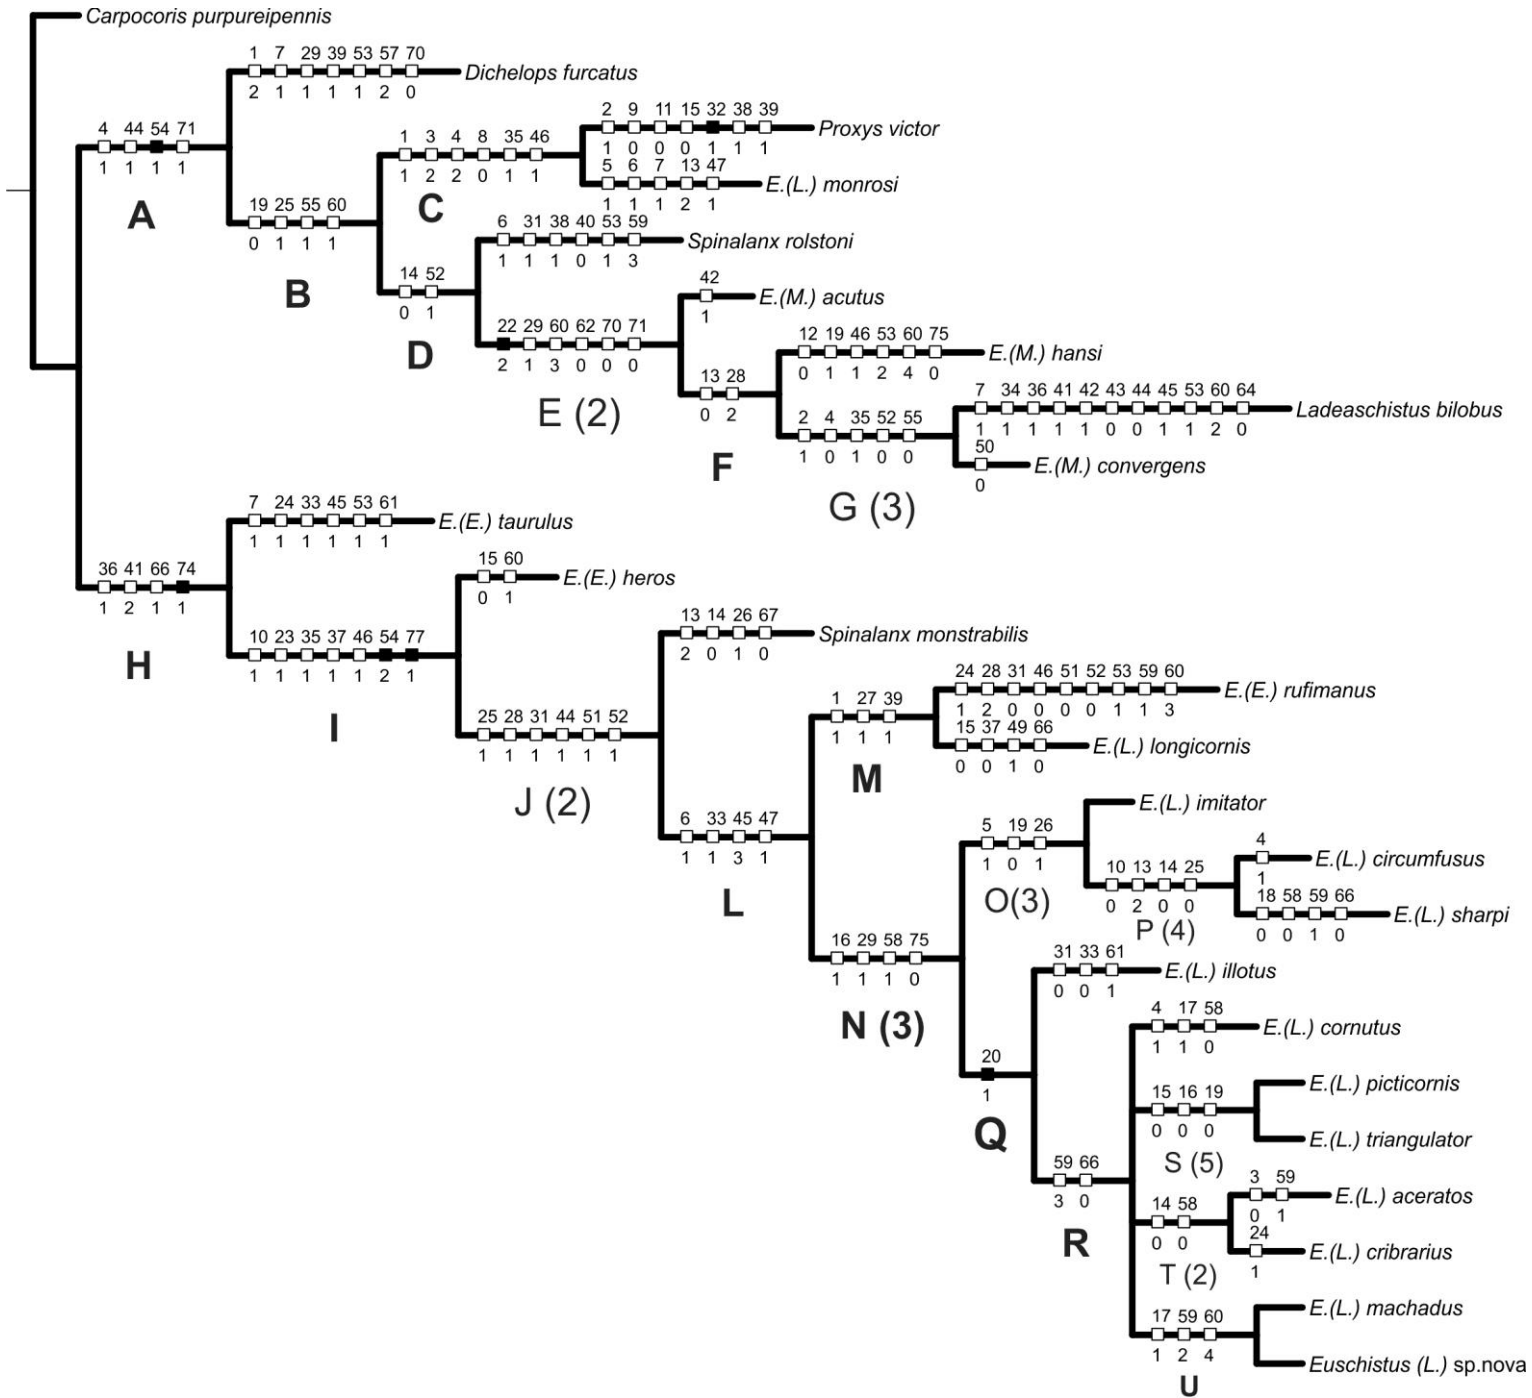 Carpocoris purpureipennis
1 7 29 39 53 57 70
Dichelops furcatus
2 1 1 1 1 2 0
2 9 11 15 32 38 39
Proxys victor
1 0 0 0 1 1 1
4 44 54 71
1 1 1 1
A
1 3 4 8 35 46
1 2 2 0 1 1
C
5 6 7 13 47
E.(L.) monrosi
1 1 1 2 1
19 25 55 60
0 1 1 1
B
6 31 38 40 53 59
Spinalanx rolstoni
1 1 1 0 1 3
14 52
0 1
D
42
E.(M.) acutus
1
22 29 60 62 70 71
2 1 3 0 0 0
E (2)
12 19 46 53 60 75
E.(M.) hansi
0 1 1 2 4 0
13 28
0 2
F
7 34 36 41 42 43 44 45 53 60 64
Ladeaschistus bilobus
1 1 1 1 1 0 0 1 1 2 0
2 4 35 52 55
1 0 1 0 0
G (3)
50
E.(M.) convergens
0
7 24 33 45 53 61
E.(E.) taurulus
1 1 1 1 1 1
36 41 66 74
1 2 1 1
H
15 60
E.(E.) heros
0 1
10 23 35 37 46 54 77
1 1 1 1 1 2 1
I
13 14 26 67
Spinalanx monstrabilis
2 0 1 0
25 28 31 44 51 52
1 1 1 1 1 1
J (2)
24 28 31 46 51 52 53 59 60
E.(E.) rufimanus
1 2 0 0 0 0 1 1 3
1 27 39
1 1 1
M
15 37 49 66
E.(L.) longicornis
0 0 1 0
6 33 45 47
1 1 3 1
L
E.(L.) imitator
5 19 26
1 0 1
O(3)
4
E.(L.) circumfusus
1
10 13 14 25
0 2 0 0
P (4)
18 58 59 66
E.(L.) sharpi
0 0 1 0
16 29 58 75
1 1 1 0
N (3)
31 33 61
E.(L.) illotus
0 0 1
20
1
Q
4 17 58
E.(L.) cornutus
1 1 0
E.(L.) picticornis
15 16 19
0 0 0
S (5)
E.(L.) triangulator
59 66
3 0
R
3 59
E.(L.) aceratos
0 1
14 58
0 0
T (2)
24
E.(L.) cribrarius
1
E.(L.) machadus
17 59 60
1 2 4
U
Euschistus (L.) sp.nova